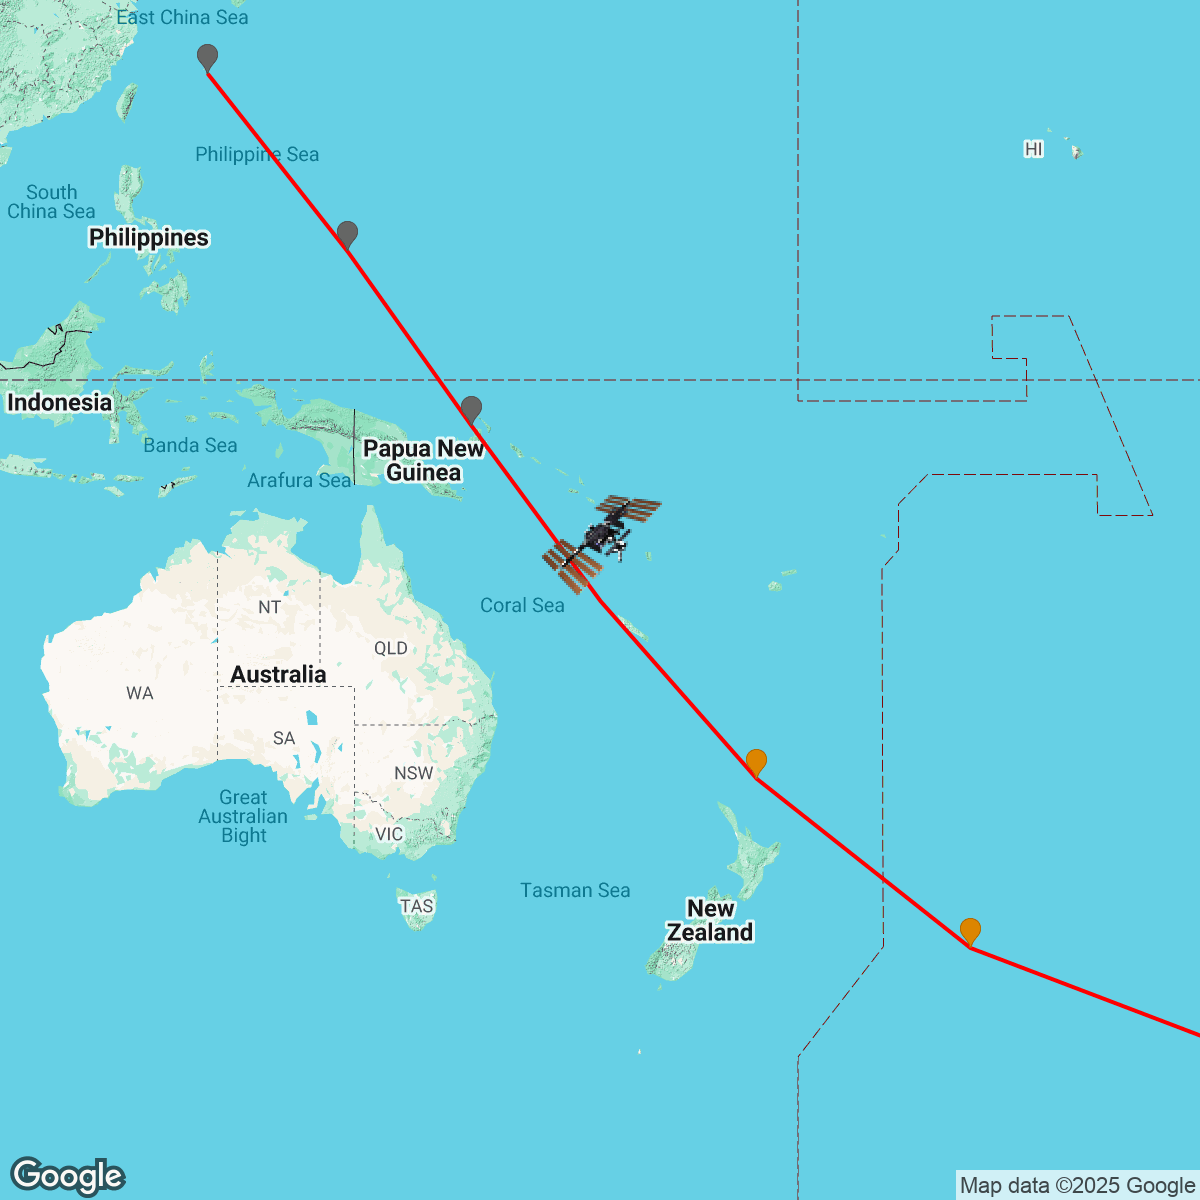 East China Sea
HI
Philippine Sea
South
China Sea
Philippines
Indonesia
Banda Sea
Papua New
Guinea
Arafura Sea
Coral Sea
NT
QLD
Australia
WA
SA
NSW
Great
Australian
Bight
VIC
Tasman Sea
TAS
New
Zealand
Google
Map data ©2025 Google